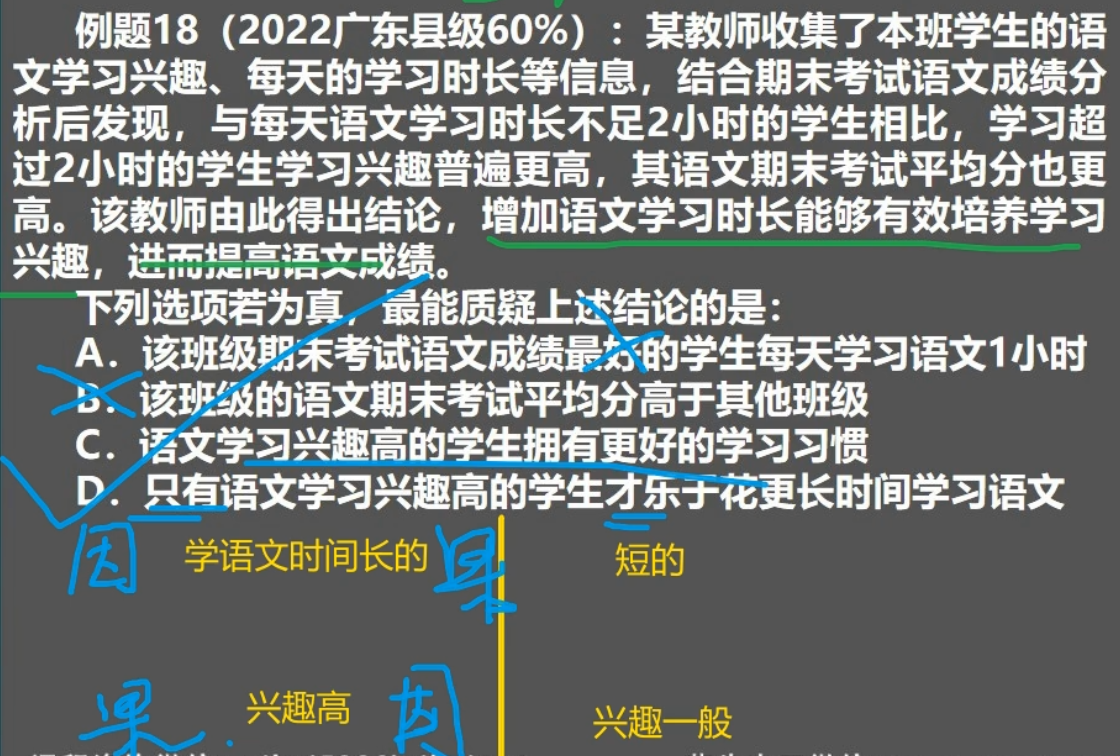 例题18（2022广东县级60%）：某教师收集了本班学生的语
文学习兴趣、每天的学习时长等信息，结合期末考试语文成绩分
析后发现，与每天语文学习时长不足2小时的学生相比，学习超
过2小时的学生学习兴趣普遍更高，其语文期末考试平均分也更
高。该教师由此得出结论，增加语文学习时长能够有效培养学习
兴趣，进而提高语文成绩。
下列选项若为真，最能质疑上述结论的是：
A．该班级期末考试语文成绩最好的学生每天学习语文1小时
B．该班级的语文期末考试平均分高于其他班级
C．语文学习兴趣高的学生拥有更好的学习习惯
D．只有语文学习兴趣高的学生才乐于花更长时间学习语文
因 学语文时间长的 果 短的
果 兴趣高 因 兴趣一般